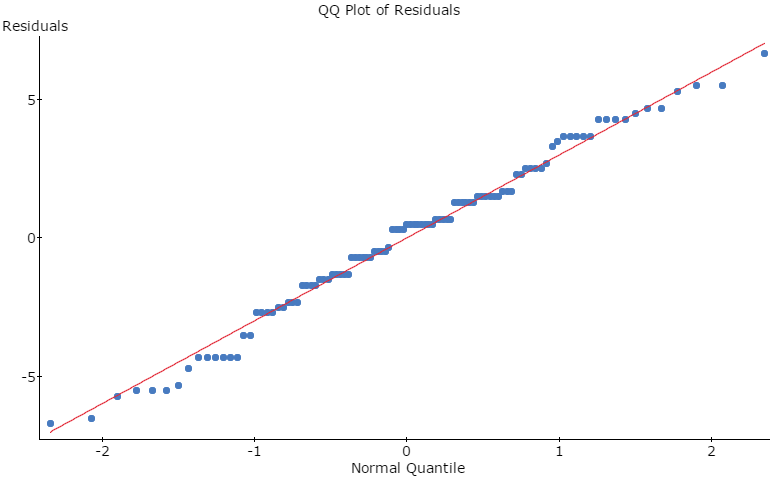 QQ Plot of Residuals
Residuals
5
0
-5
-2
-1
0
1
2
Normal Quantile